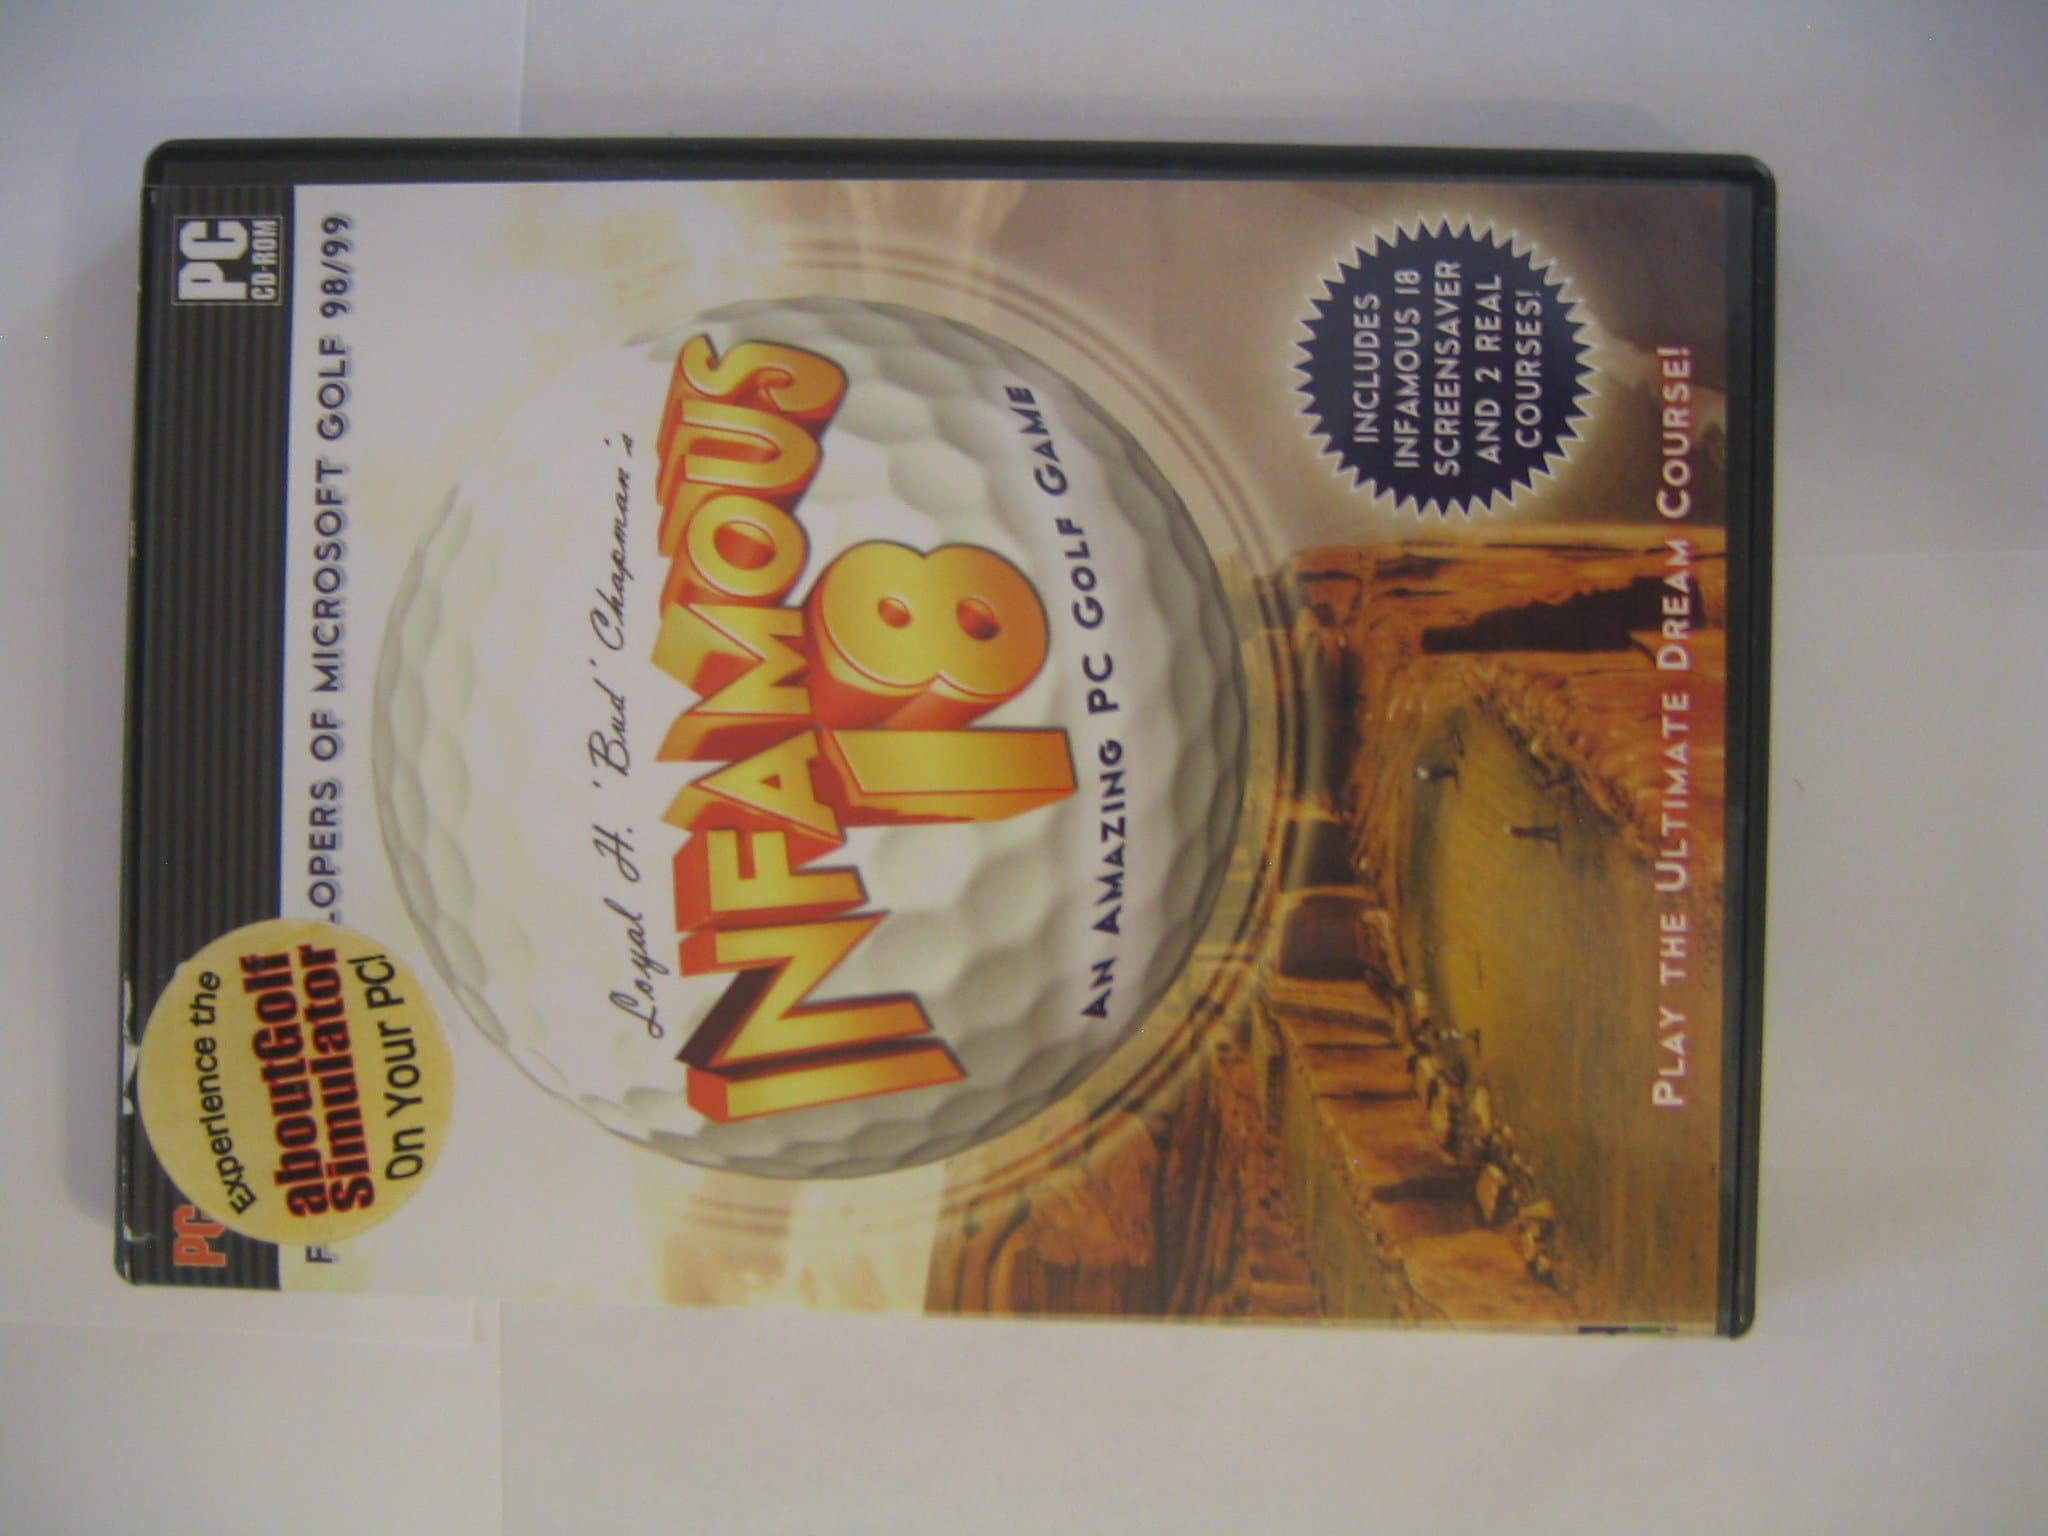 PC
CD-ROM
Experience the
aboutGolf
Simulator
On Your PC!
LOPERS OF MICROSOFT GOLF 98/99
Loyal H. 'Bud' Chapman's
INFAMOUS
18
AN AMAZING PC GOLF GAME
INCLUDES
INFAMOUS 18
SCREENSAVER
AND 2 REAL
COURSES!
PLAY THE ULTIMATE DREAM COURSE!